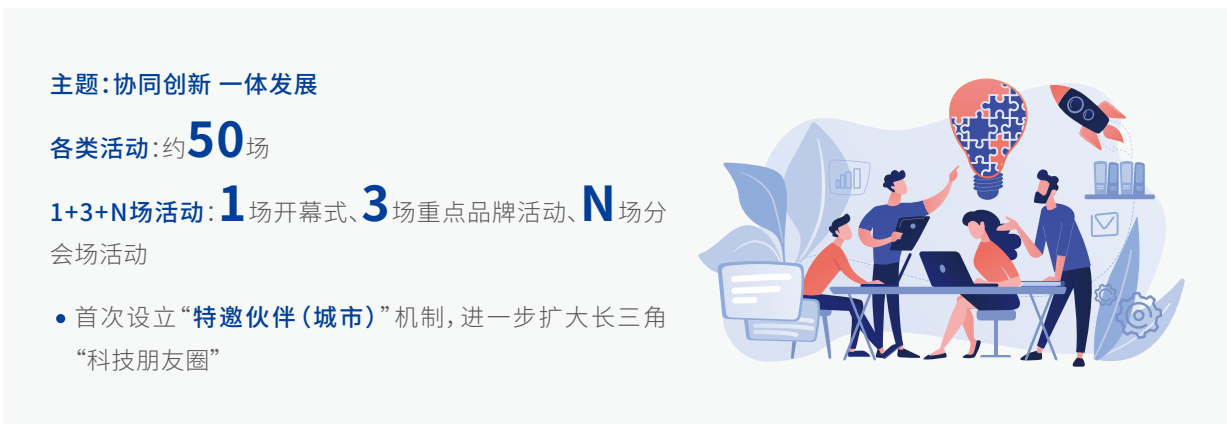 主题：协同创新 一体发展
各类活动：约50场
1+3+N场活动：1场开幕式、3场重点品牌活动、N场分
会场活动
• 首次设立“特邀伙伴（城市）”机制，进一步扩大长三角
“科技朋友圈”